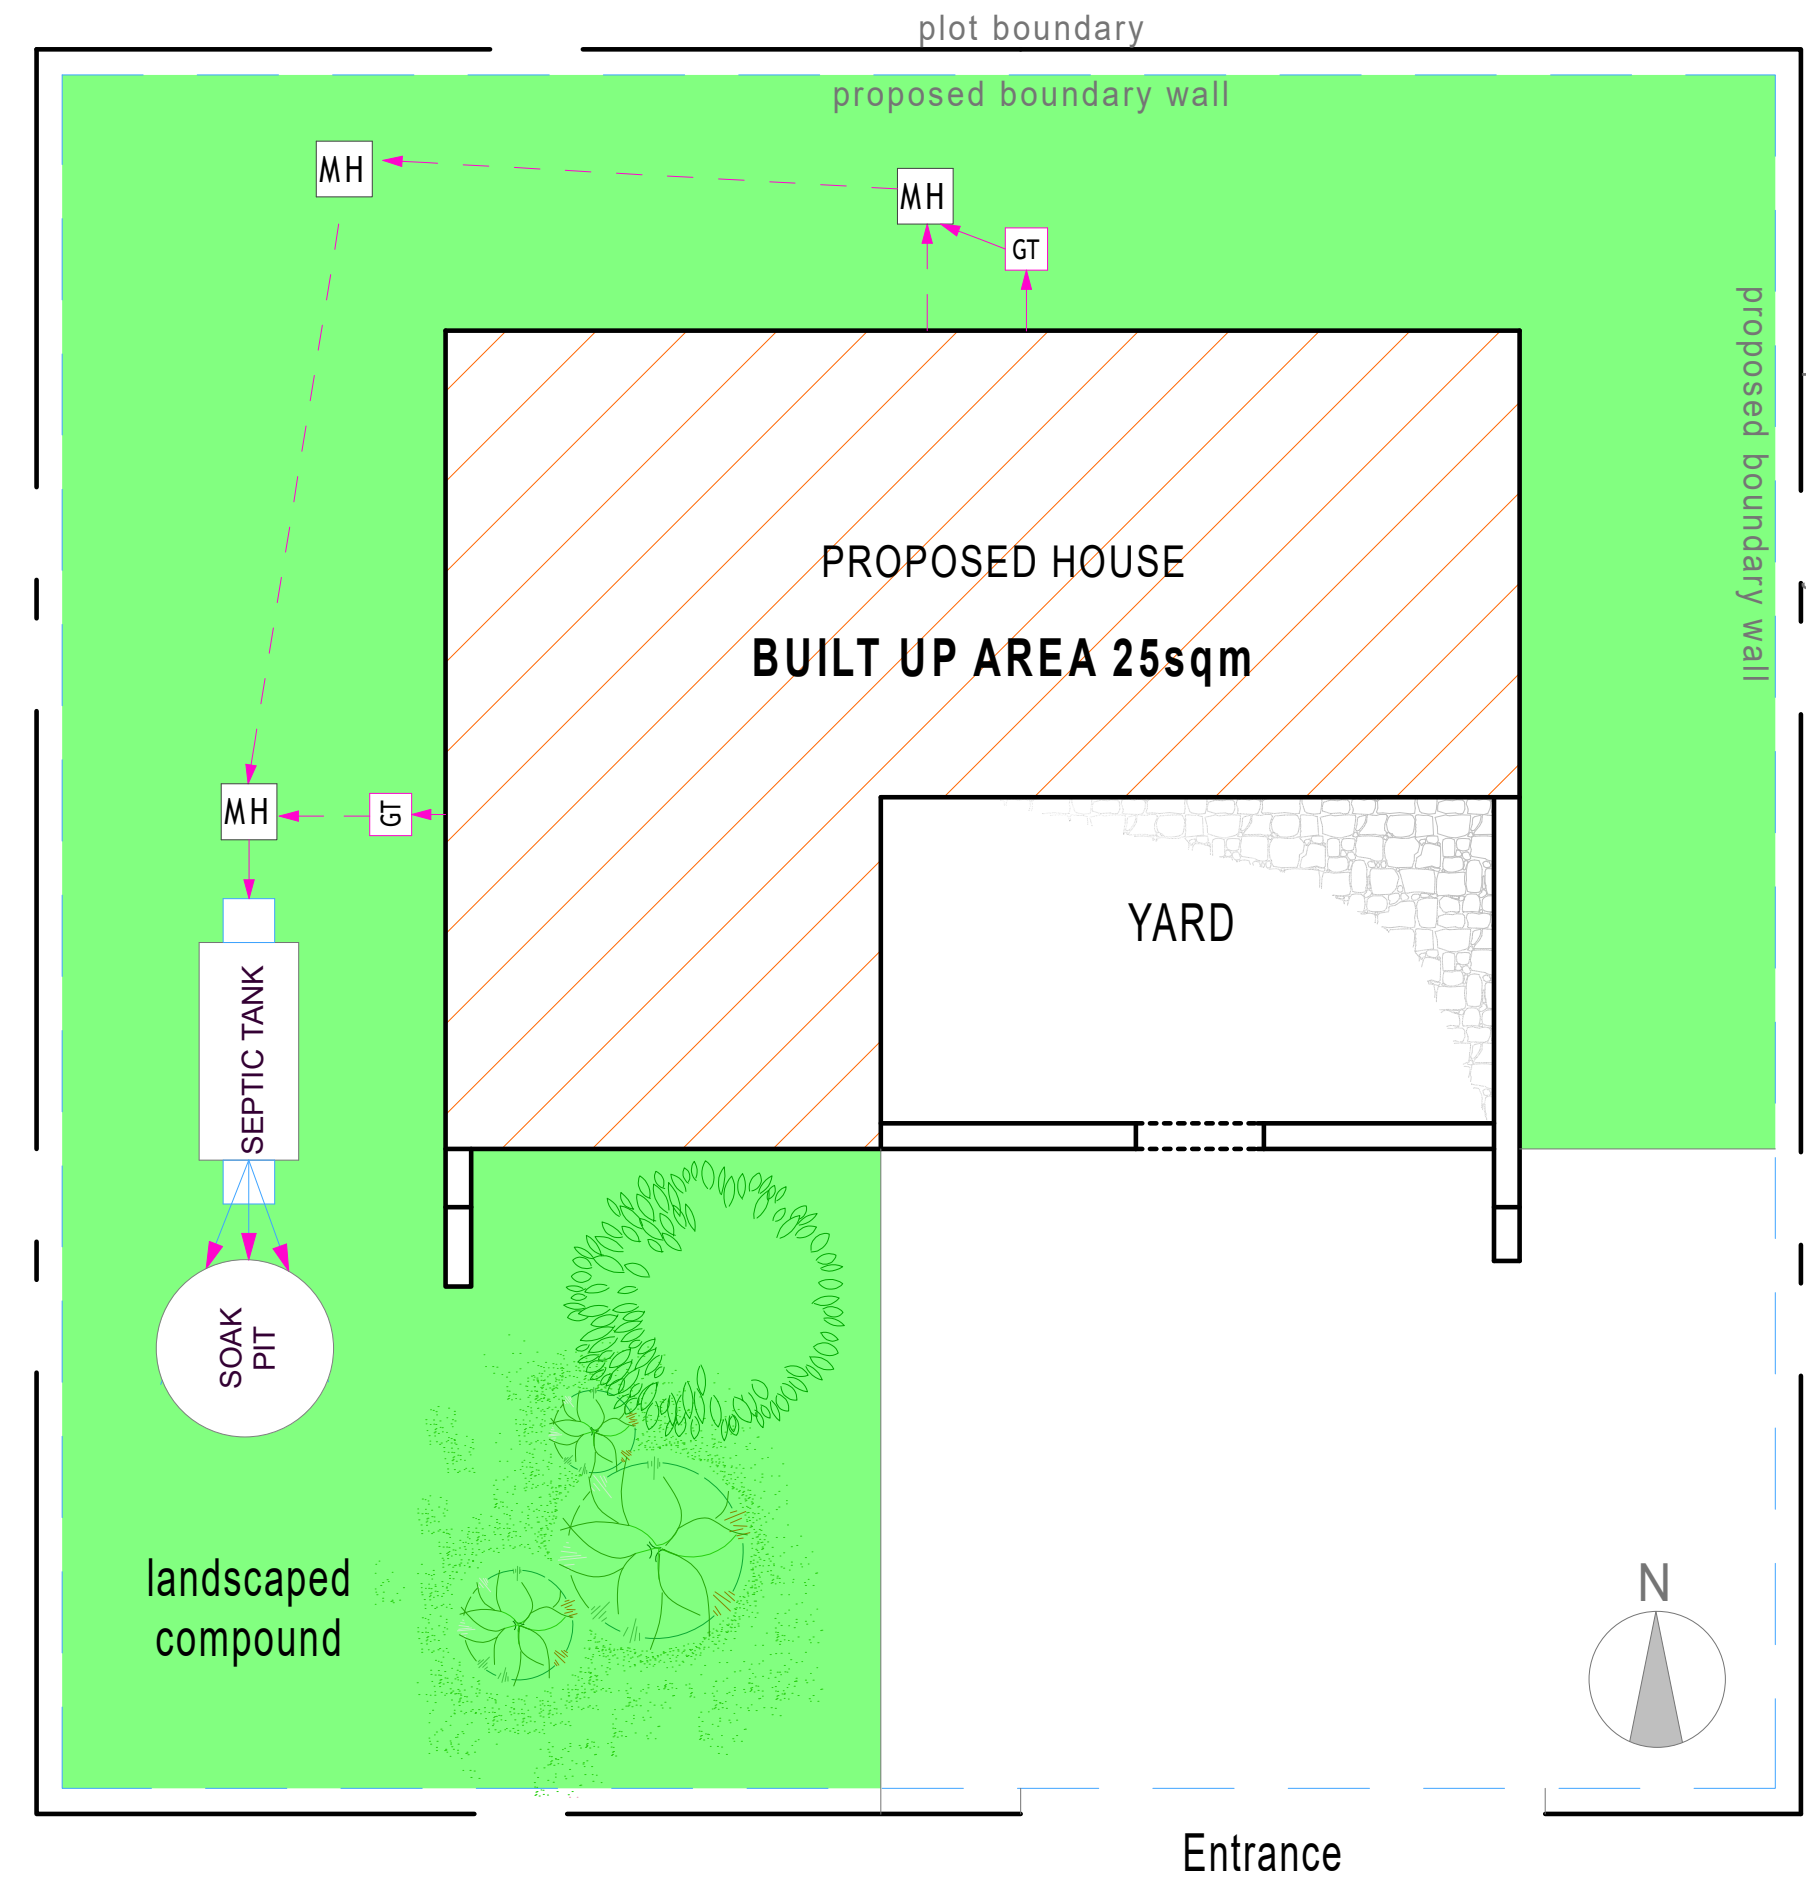 plot boundary
proposed boundary wall
MH
MH
GT
proposed boundary wall
PROPOSED HOUSE
BUILT UP AREA 25sqm
MH
GT
YARD
SEPTIC TANK
SOAK
PIT
landscaped
compound
N
Entrance